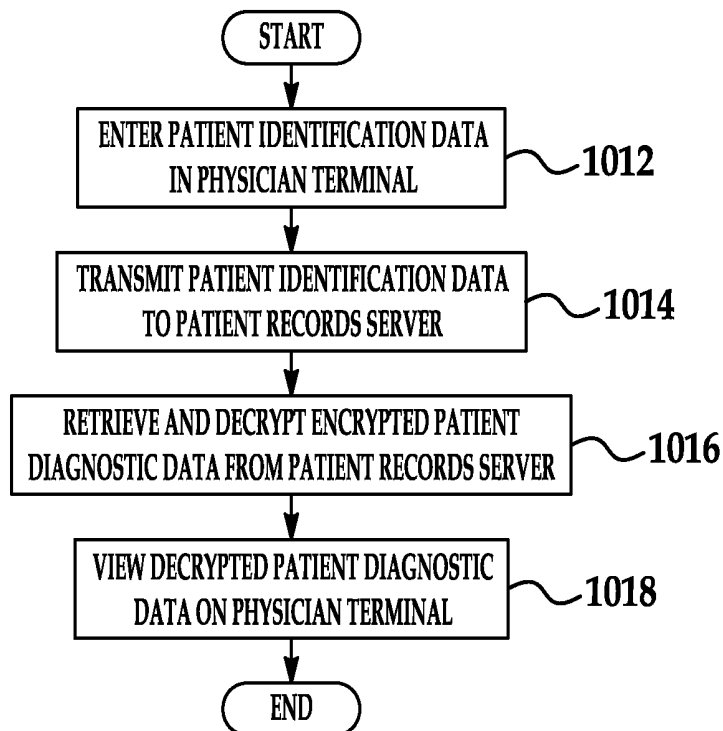 START
ENTER PATIENT IDENTIFICATION DATA
IN PHYSICIAN TERMINAL
1012
TRANSMIT PATIENT IDENTIFICATION DATA
TO PATIENT RECORDS SERVER
1014
RETRIEVE AND DECRYPT ENCRYPTED PATIENT
DIAGNOSTIC DATA FROM PATIENT RECORDS SERVER
1016
VIEW DECRYPTED PATIENT DIAGNOSTIC
DATA ON PHYSICIAN TERMINAL
1018
END